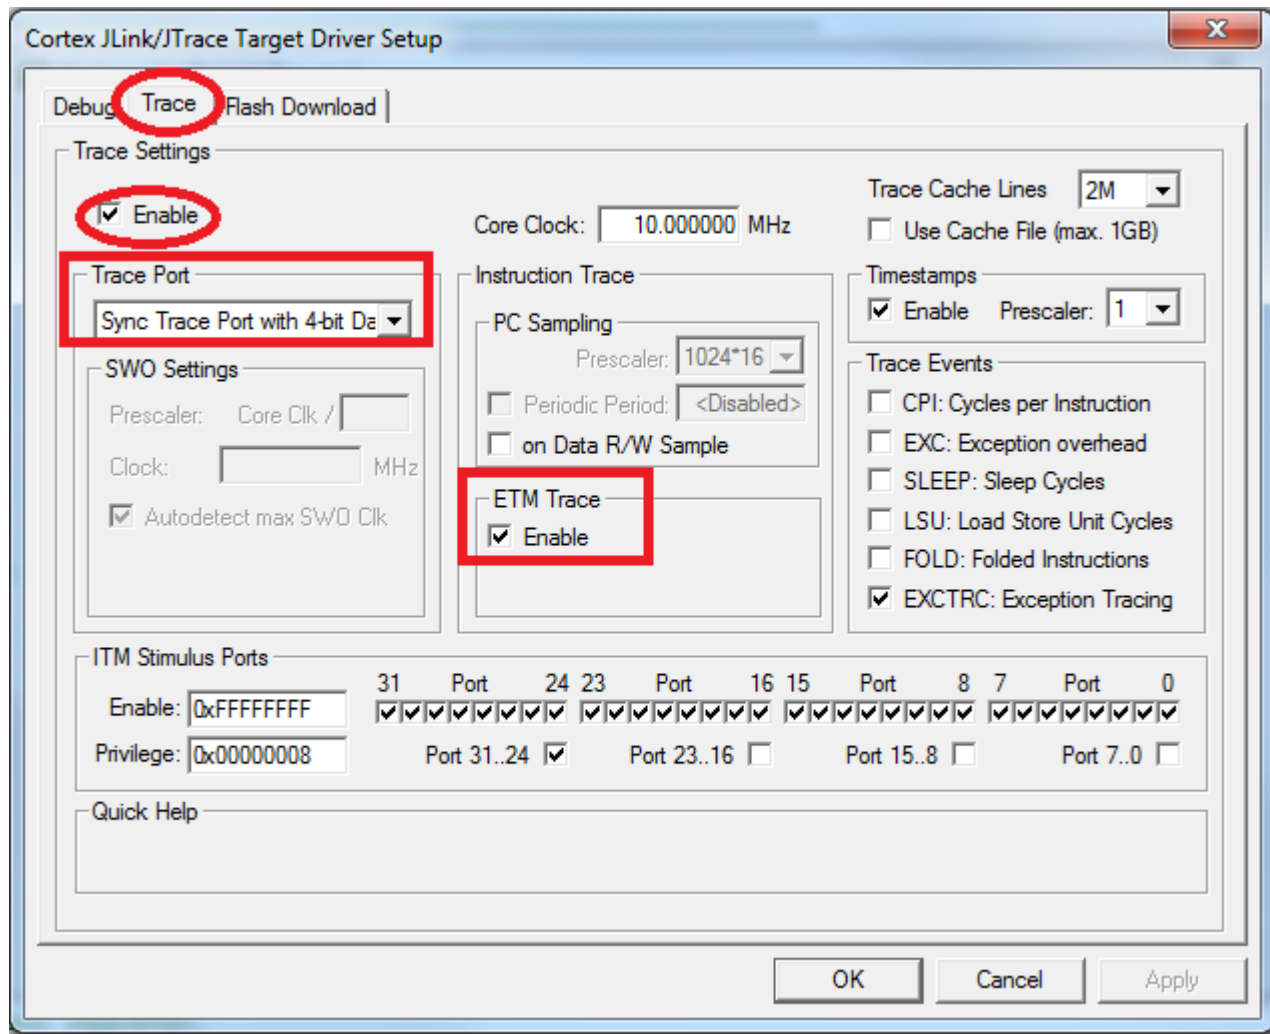 Cortex JLink/JTrace Target Driver Setup
Debug Trace Flash Download
Trace Settings
Enable
Core Clock: 10.000000 MHz
Trace Cache Lines 2M
Use Cache File (max. 1GB)
Trace Port
Sync Trace Port with 4-bit Da
SWO Settings
Prescaler: Core Clk /
Clock: MHz
Autodetect max SWO Clk
Instruction Trace
PC Sampling
Prescaler: 1024*16
Periodic Period: <Disabled>
on Data R/W Sample
ETM Trace
Enable
Timestamps
Enable Prescaler: 1
Trace Events
CPI: Cycles per Instruction
EXC: Exception overhead
SLEEP: Sleep Cycles
LSU: Load Store Unit Cycles
FOLD: Folded Instructions
EXCTRC: Exception Tracing
ITM Stimulus Ports
31 Port 24 23 Port 16 15 Port 8 7 Port 0
Enable: 0xFFFFFFFF
Privilege: 0x00000008 Port 31..24 Port 23..16 Port 15..8 Port 7..0
Quick Help
OK Cancel Apply